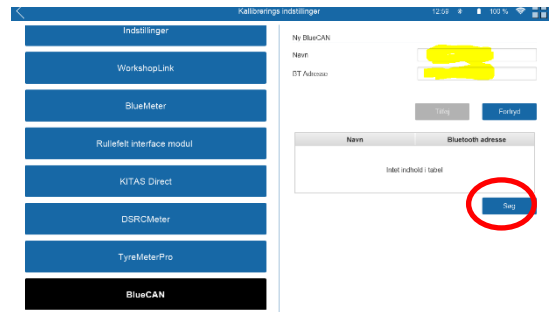 Kallibrerings indstillinger
12:59
100 %
Indstillinger
WorkshopLink
BlueMeter
Rullefelt interface modul
KITAS Direct
DSRCMeter
TyreMeterPro
BlueCAN
Ny BlueCAN
Navn
BT Adresse
Tilføj
Fortryd
Navn
Bluetooth adresse
Intet indhold i tabel
Søg